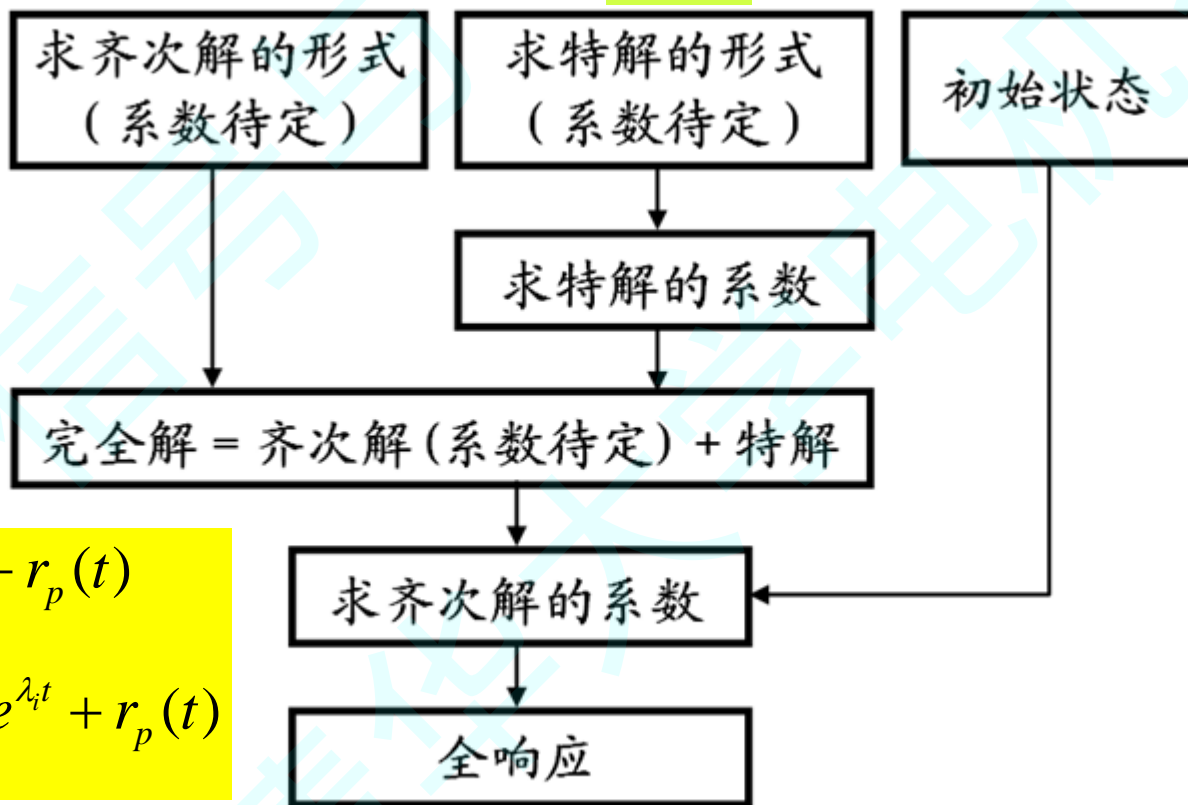 求齐次解的形式
(系数待定)
求特解的形式
(系数待定)
初始状态
求特解的系数
完全解 = 齐次解(系数待定) + 特解
求齐次解的系数
全响应
- r_p(t)
e^{λ_i t} + r_p(t)